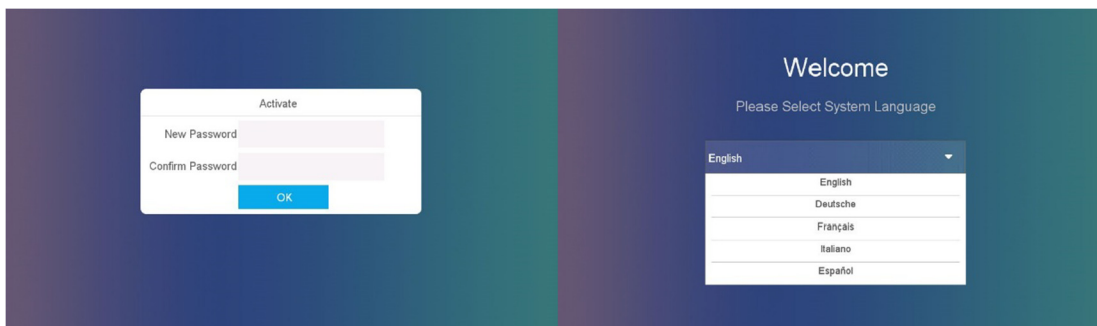 Activate
New Password
Confirm Password
OK
Welcome
Please Select System Language
English
English
Deutsche
Français
Italiano
Español